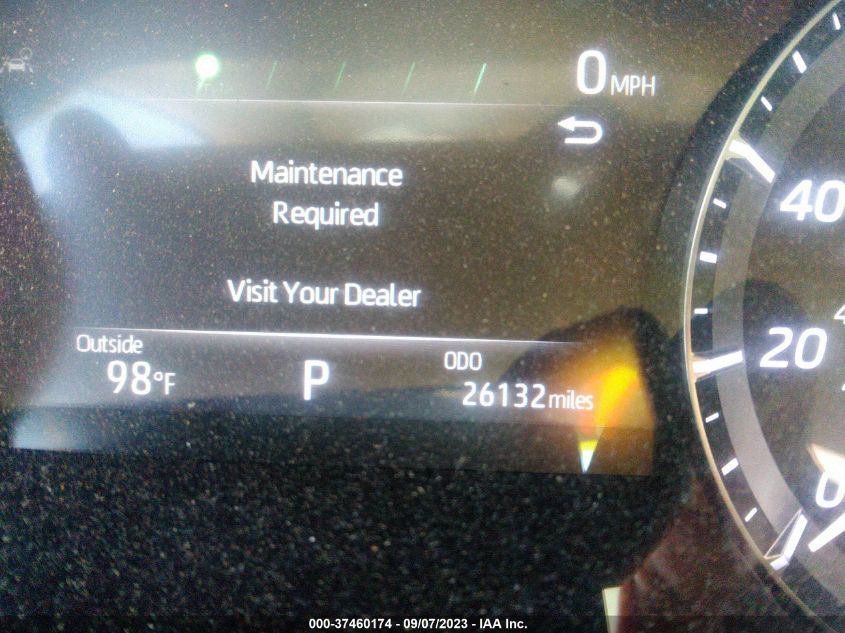 0 MPH
Maintenance
Required
Visit Your Dealer
Outside
98°F
P
ODO
26132 miles
40
20
0
000-37460174 - 09/07/2023 - IAA Inc.